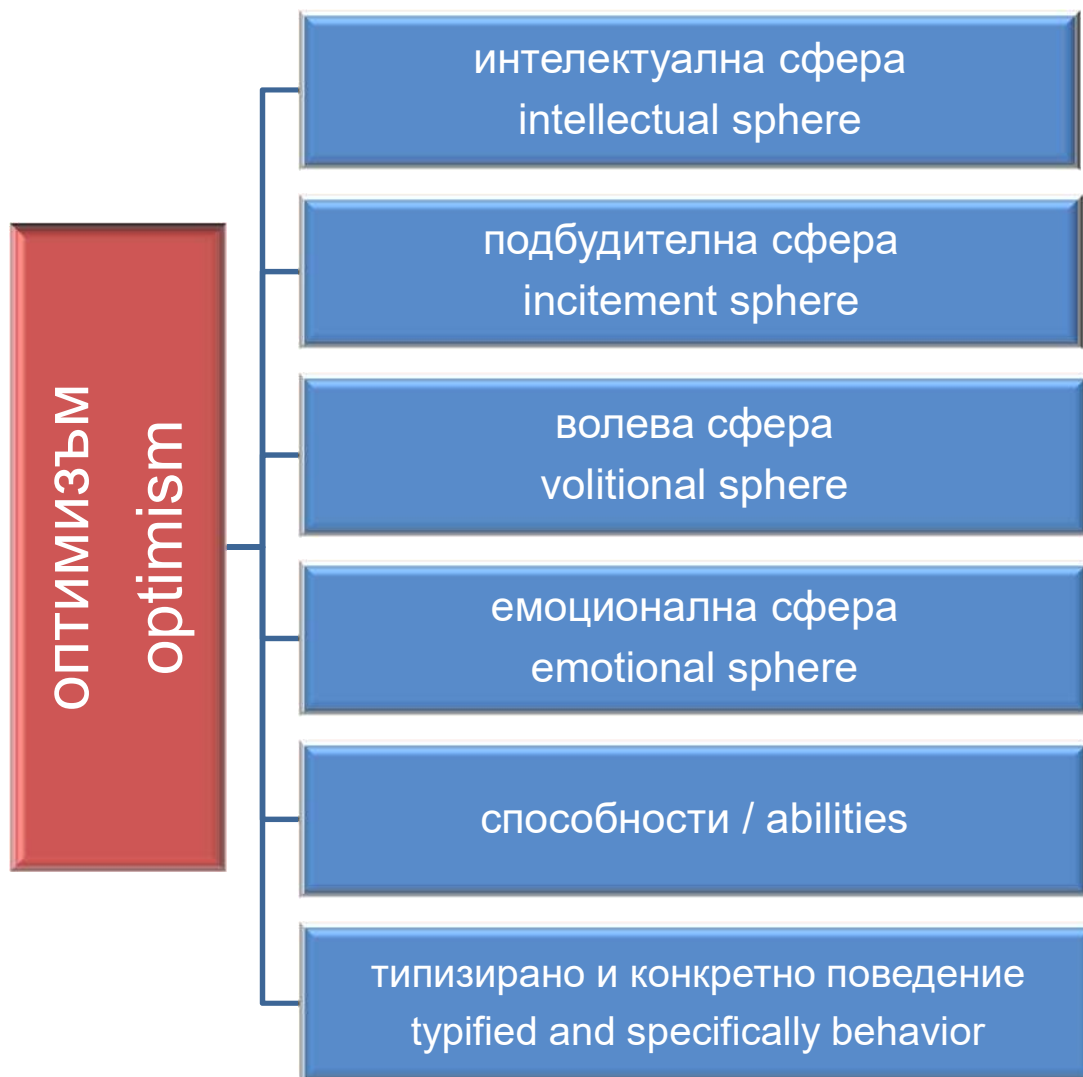 оптимизъм
optimism
интелектуална сфера
intellectual sphere
подбудителна сфера
incitement sphere
волева сфера
volitional sphere
емоционална сфера
emotional sphere
способности / abilities
типизирано и конкретно поведение
typified and specifically behavior